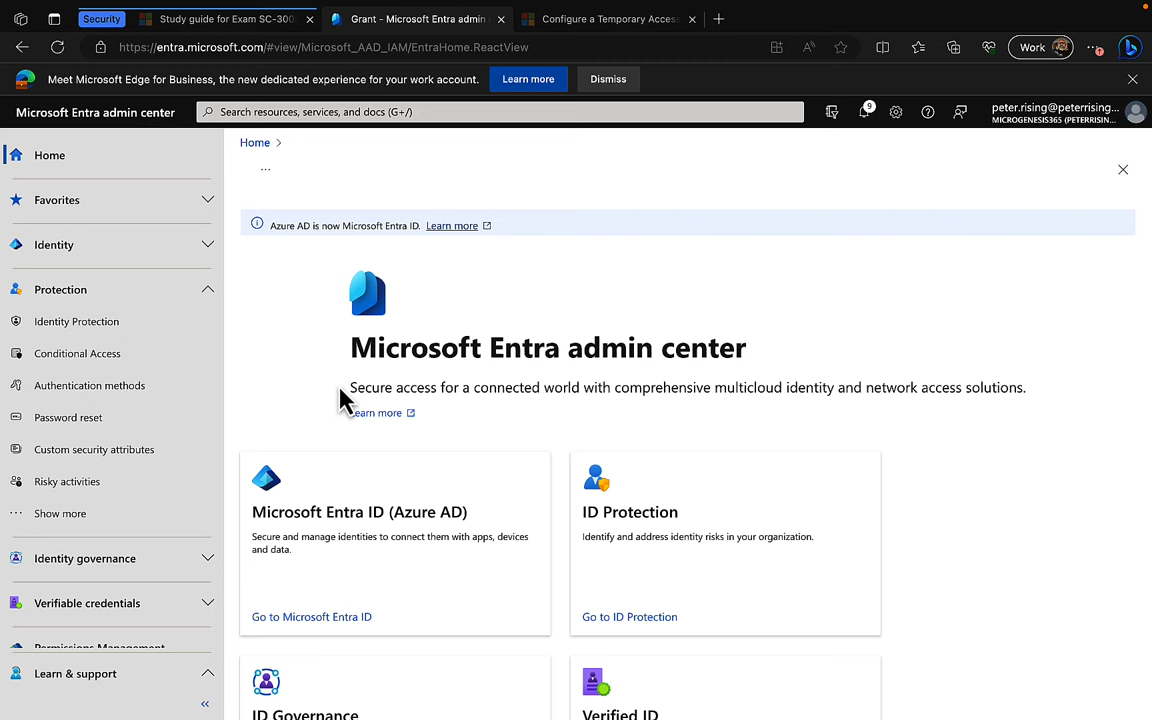 Security
Study guide for Exam SC-300
Grant - Microsoft Entra admin
Configure a Temporary Access
https://entra.microsoft.com/#view/Microsoft_AAD_IAM/EntraHome.ReactView
Work
Meet Microsoft Edge for Business, the new dedicated experience for your work account.
Learn more
Dismiss
Microsoft Entra admin center
Search resources, services, and docs (G+/)
9
peter.rising@peterrising...
MICROGENESIS365 (PETERRISIN...
Home
Favorites
Identity
Protection
Identity Protection
Conditional Access
Authentication methods
Password reset
Custom security attributes
Risky activities
Show more
Identity governance
Verifiable credentials
Permissions Management
Learn & support
Home
Azure AD is now Microsoft Entra ID. Learn more
Microsoft Entra admin center
Secure access for a connected world with comprehensive multicloud identity and network access solutions.
Learn more
Microsoft Entra ID (Azure AD)
Secure and manage identities to connect them with apps, devices
and data.
Go to Microsoft Entra ID
ID Protection
Identify and address identity risks in your organization.
Go to ID Protection
ID Governance
Verified ID